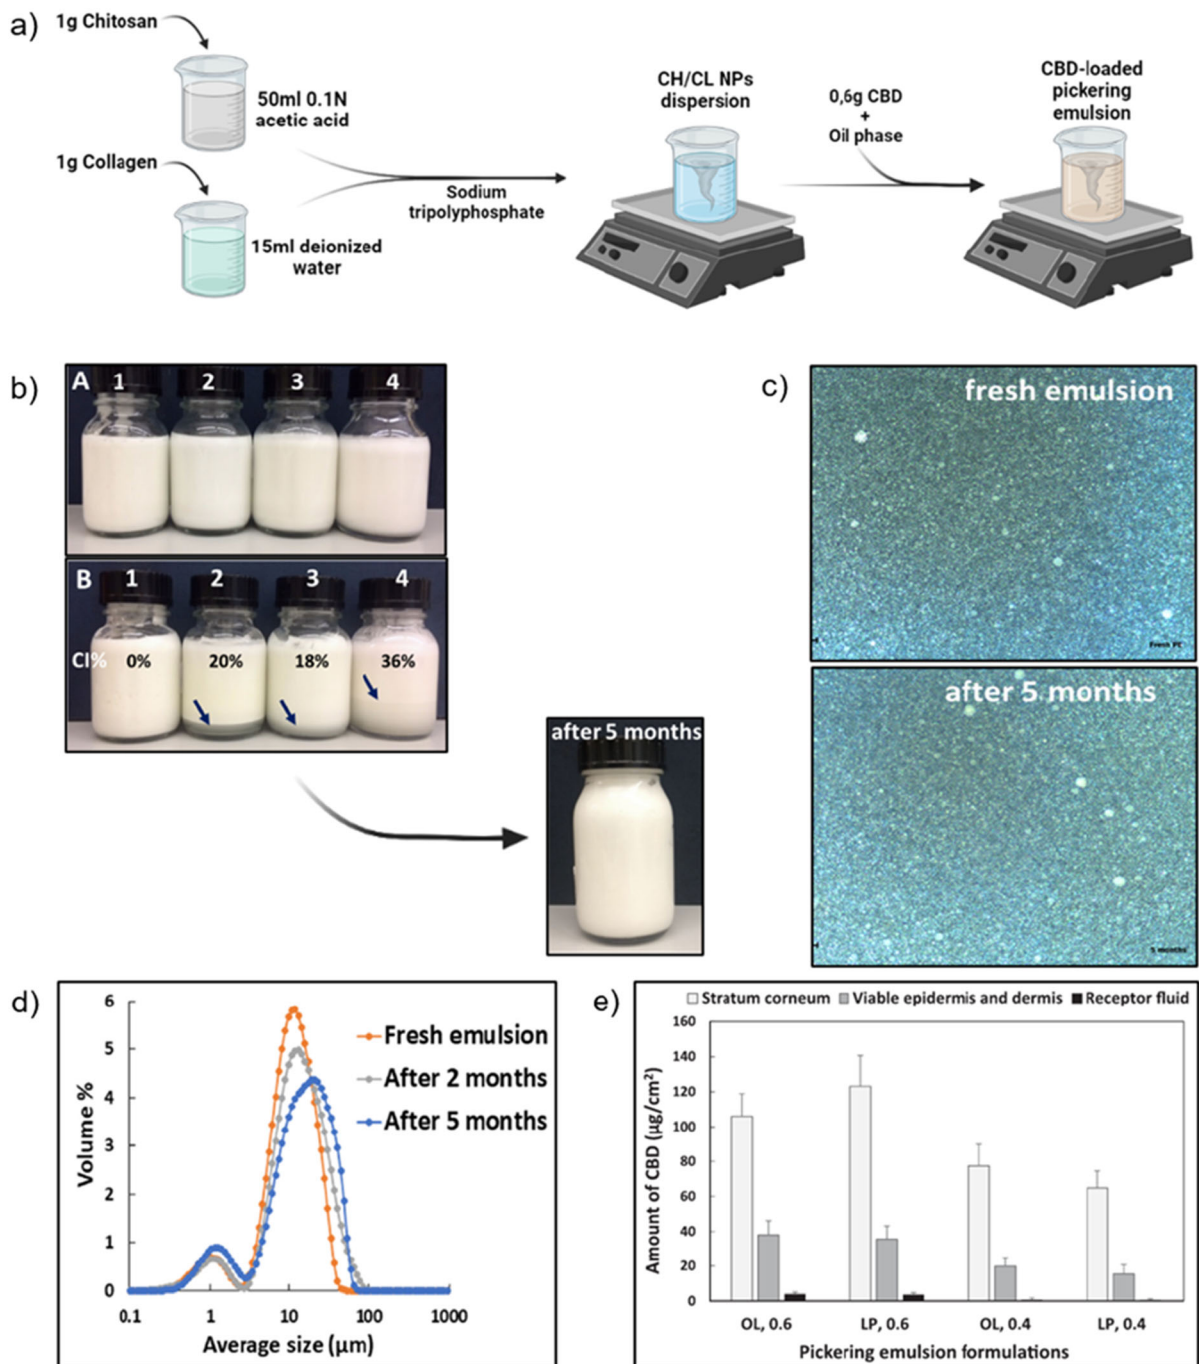 a)
1g Chitosan
50ml 0.1N
acetic acid
1g Collagen
15ml deionized
water
Sodium
tripolyphosphate
CH/CL NPs
dispersion
0,6g CBD
+
Oil phase
CBD-loaded
pickering
emulsion
b)
A 1 2 3 4
B 1 2 3 4
CI% 0% 20% 18% 36%
after 5 months
c)
fresh emulsion
Fresh PE
after 5 months
5 months
d)
Volume %
6
5
4
3
2
1
0
0.1 1 10 100 1000
Average size (μm)
Fresh emulsion
After 2 months
After 5 months
e)
Stratum corneum Viable epidermis and dermis Receptor fluid
Amount of CBD (μg/cm²)
160
140
120
100
80
60
40
20
0
OL, 0.6 LP, 0.6 OL, 0.4 LP, 0.4
Pickering emulsion formulations